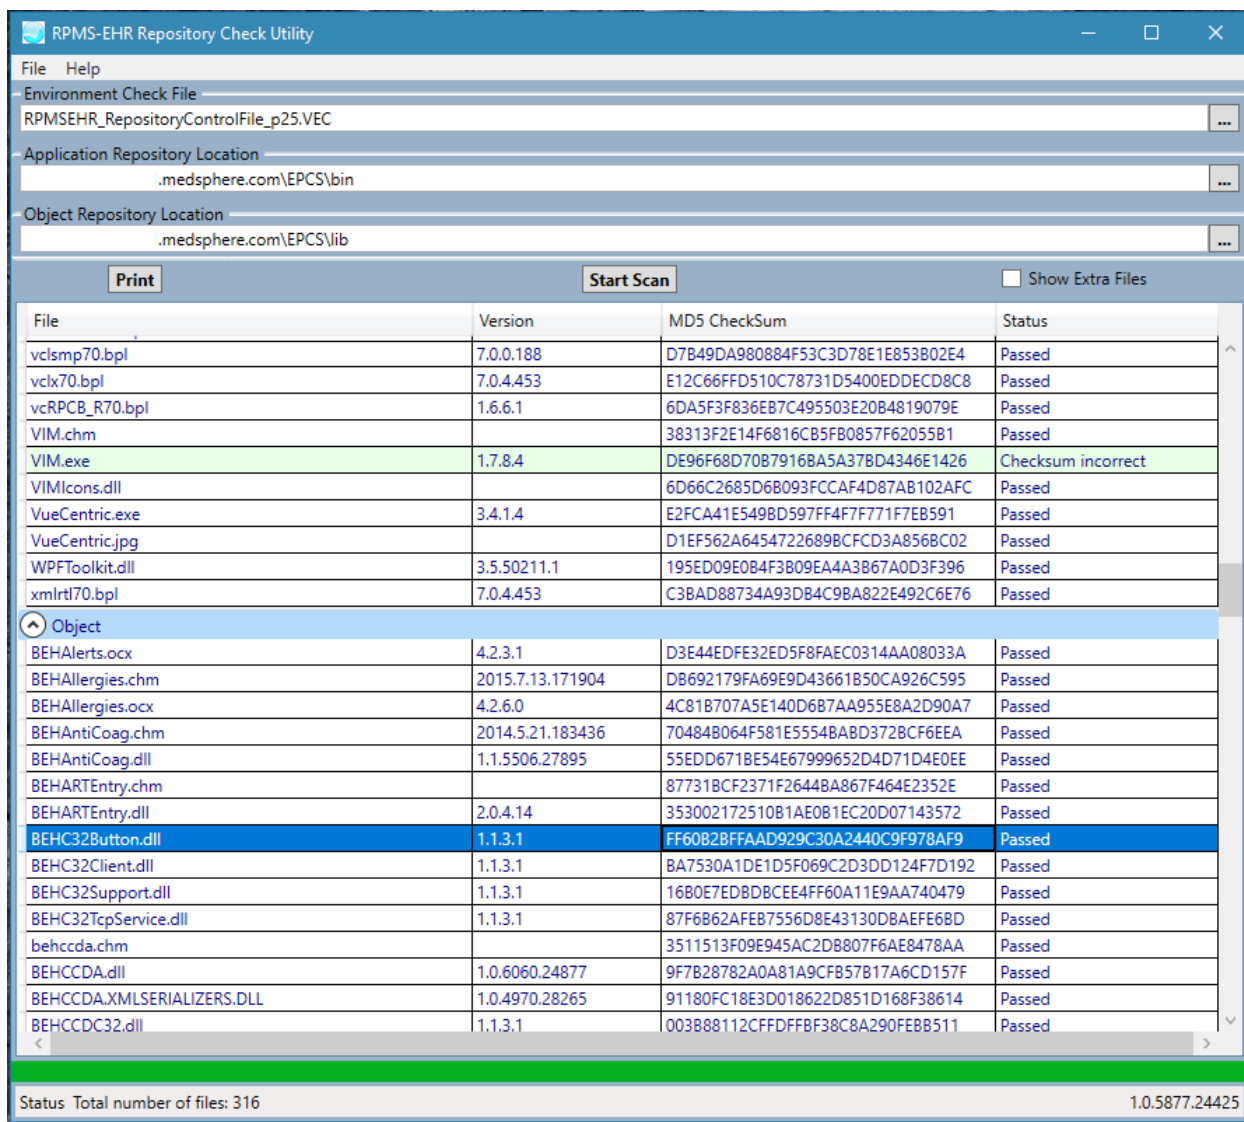 RPMS-EHR Repository Check Utility
File Help
Environment Check File
RPMSEHR_RepositoryControlFile_p25.VEC ...
Application Repository Location
.medsphere.com\EPCS\bin ...
Object Repository Location
.medsphere.com\EPCS\lib ...
Print Start Scan Show Extra Files
File Version MD5 CheckSum Status
vclsmp70.bpl 7.0.0.188 D7B49DA980884F53C3D78E1E853B02E4 Passed
vclx70.bpl 7.0.4.453 E12C66FFD510C78731D5400EDDECD8C8 Passed
vcRPCB_R70.bpl 1.6.6.1 6DA5F3F836EB7C495503E20B4819079E Passed
VIM.chm 38313F2E14F6816CB5FB0857F62055B1 Passed
VIM.exe 1.7.8.4 DE96F68D70B7916BA5A37BD4346E1426 Checksum incorrect
VIMIcons.dll 6D66C2685D6B093FCCAF4D87AB102AFC Passed
VueCentric.exe 3.4.1.4 E2FCA41E549BD597FF4F7F771F7EB591 Passed
VueCentric.jpg D1EF562A6454722689BCFCD3A856BC02 Passed
WPFToolkit.dll 3.5.50211.1 195ED09E0B4F3B09EA4A3B67A0D3F396 Passed
xmlrtl70.bpl 7.0.4.453 C3BAD88734A93DB4C9BA822E492C6E76 Passed
Object
BEHAlerts.ocx 4.2.3.1 D3E44EDFE32ED5F8FAEC0314AA08033A Passed
BEHAllergies.chm 2015.7.13.171904 DB692179FA69E9D43661B50CA926C595 Passed
BEHAllergies.ocx 4.2.6.0 4C81B707A5E140D6B7AA955E8A2D90A7 Passed
BEHAntiCoag.chm 2014.5.21.183436 70484B064F581E5554BABD372BCF6EEA Passed
BEHAntiCoag.dll 1.1.5506.27895 55EDD671BE54E67999652D4D71D4E0EE Passed
BEHARTEntry.chm 87731BCF2371F2644BA867F464E2352E Passed
BEHARTEntry.dll 2.0.4.14 353002172510B1AE0B1EC20D07143572 Passed
BEHC32Button.dll 1.1.3.1 FF60B2BFFAAD929C30A2440C9F978AF9 Passed
BEHC32Client.dll 1.1.3.1 BA7530A1DE1D5F069C2D3DD124F7D192 Passed
BEHC32Support.dll 1.1.3.1 16B0E7EDBDBCEE4FF60A11E9AA740479 Passed
BEHC32TcpService.dll 1.1.3.1 87F6B62AFEB7556D8E43130DBAEFE6BD Passed
behccda.chm 3511513F09E945AC2DB807F6AE8478AA Passed
BEHCCDA.dll 1.0.6060.24877 9F7B28782A0A81A9CFB57B17A6CD157F Passed
BEHCCDA.XMLSERIALIZERS.DLL 1.0.4970.28265 91180FC18E3D018622D851D168F38614 Passed
BEHCCDC32.dll 1.1.3.1 003B88112CFFDFFBF38C8A290FEBB511 Passed
Status Total number of files: 316 1.0.5877.24425